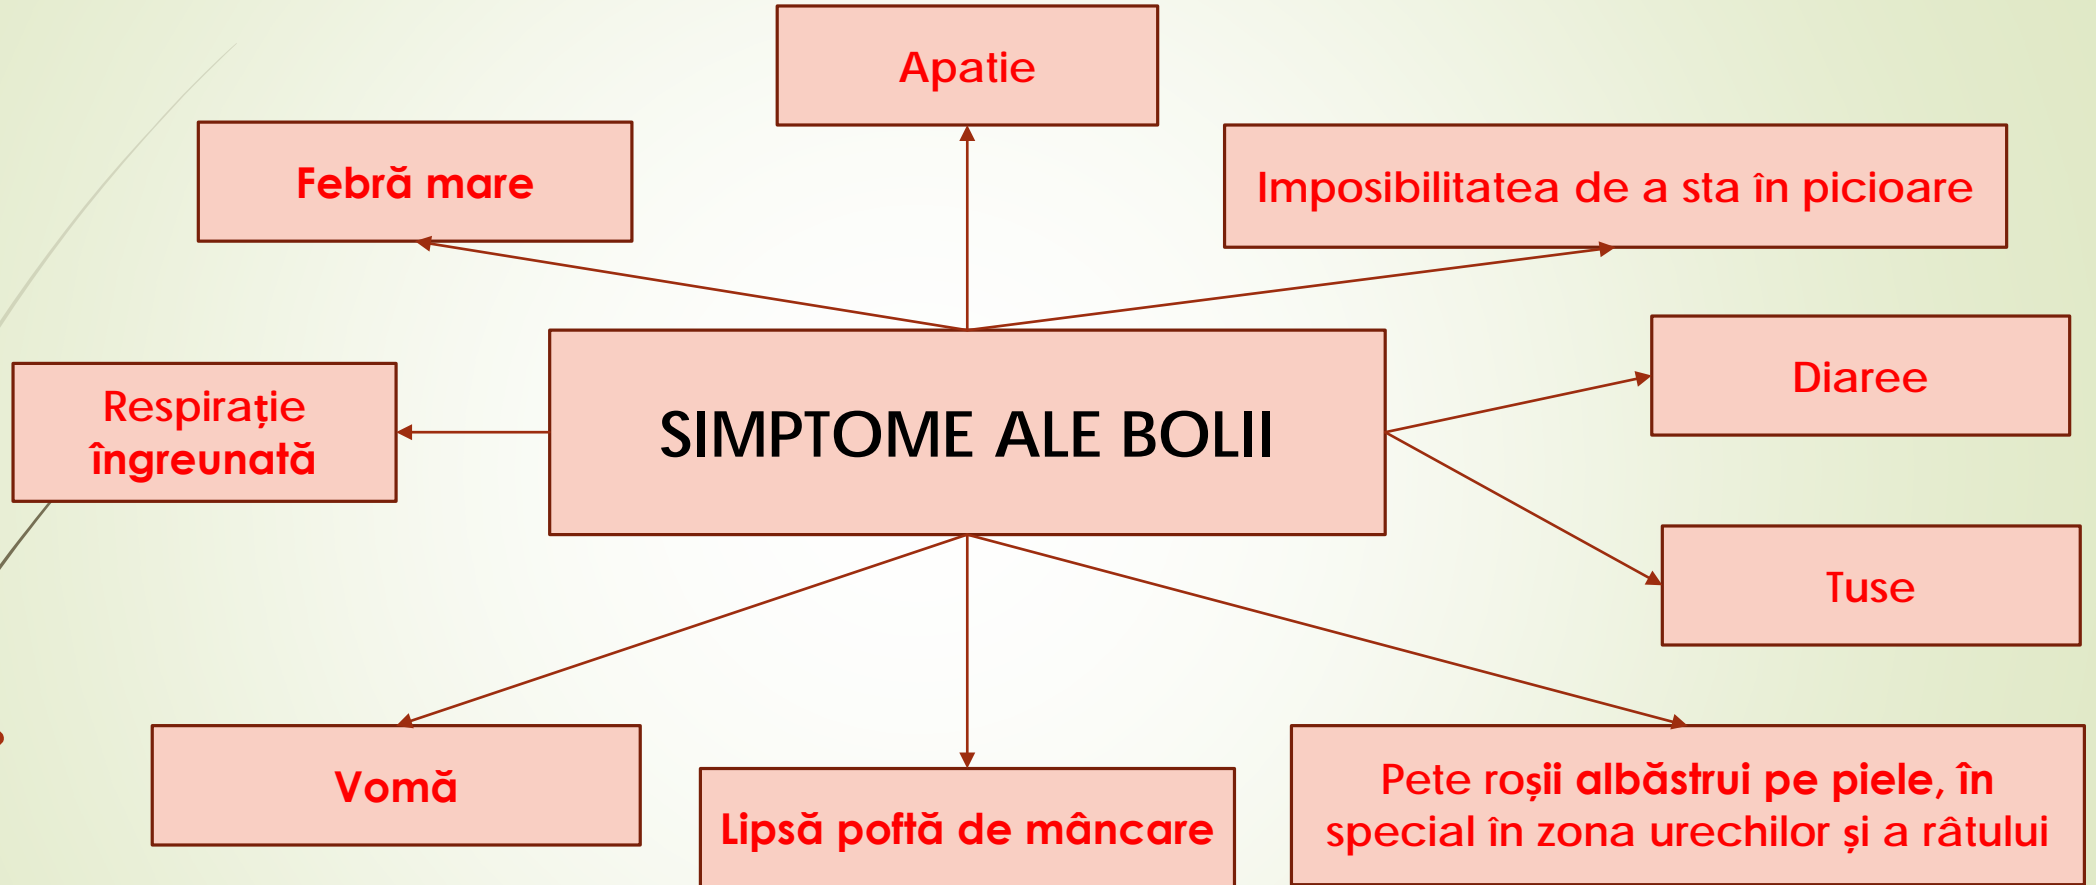 Apatie
Febră mare
Imposibilitatea de a sta în picioare
Respirație
îngreunată
SIMPTOME ALE BOLII
Diaree
Tuse
Vomă
Lipsă poftă de mâncare
Pete roșii albăstrui pe piele, în
special în zona urechilor și a râtului